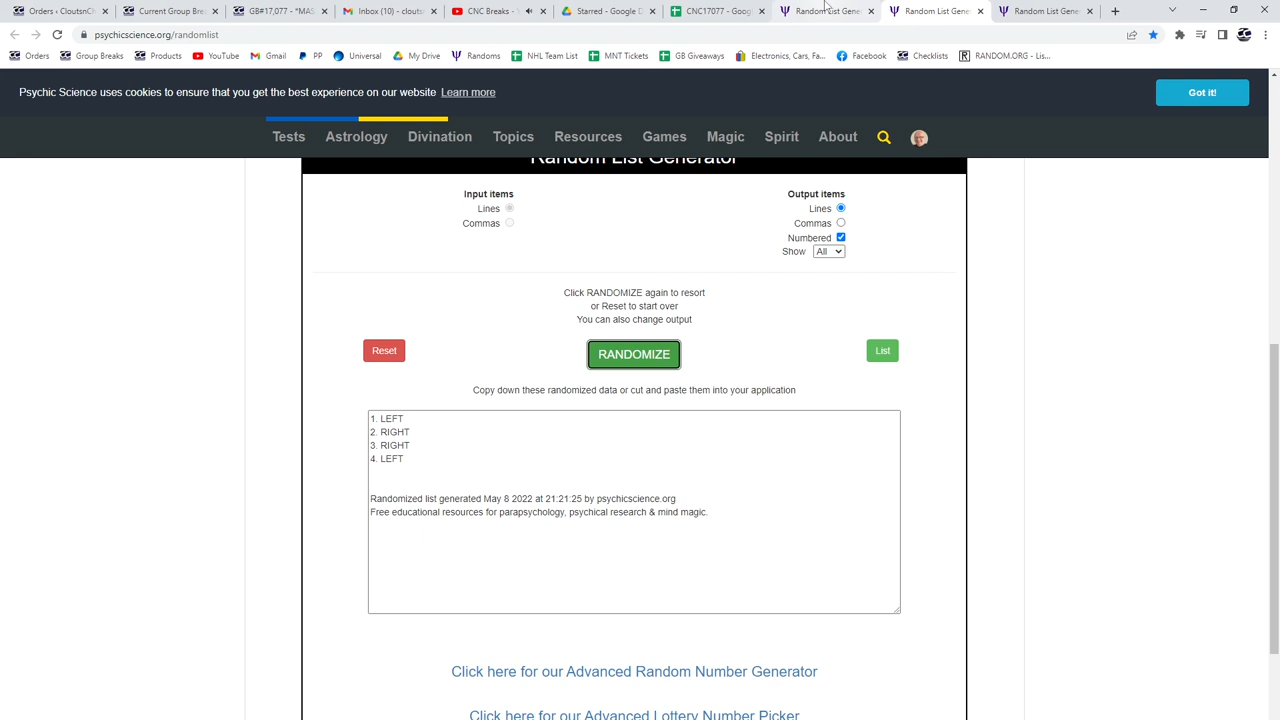 Orders ‹ CloutsnCh
Current Group Brea
GB#17,077 - "MAS
Inbox (10) - clouts
CNC Breaks -
Starred - Google D
CNC17,077 - Googl
Random List Gene
Random List Gene
Random List Gene
psychicscience.org/randomlist
Orders
Group Breaks
Products
YouTube
Gmail
PP
Universal
My Drive
Randoms
NHL Team List
MNT Tickets
GB Giveaways
Electronics, Cars, Fa...
Facebook
Checklists
RANDOM.ORG - Lis...
Psychic Science uses cookies to ensure that you get the best experience on our website Learn more
Got it!
Tests Astrology Divination Topics Resources Games Magic Spirit About
Random List Generator
Input items
Lines
Commas
Output items
Lines
Commas
Numbered
Show All
Click RANDOMIZE again to resort
or Reset to start over
You can also change output
Reset
RANDOMIZE
List
Copy down these randomized data or cut and paste them into your application
1. LEFT
2. RIGHT
3. RIGHT
4. LEFT
Randomized list generated May 8 2022 at 21:21:25 by psychicscience.org
Free educational resources for parapsychology, psychical research & mind magic.
Click here for our Advanced Random Number Generator
Click here for our Advanced Lottery Number Picker